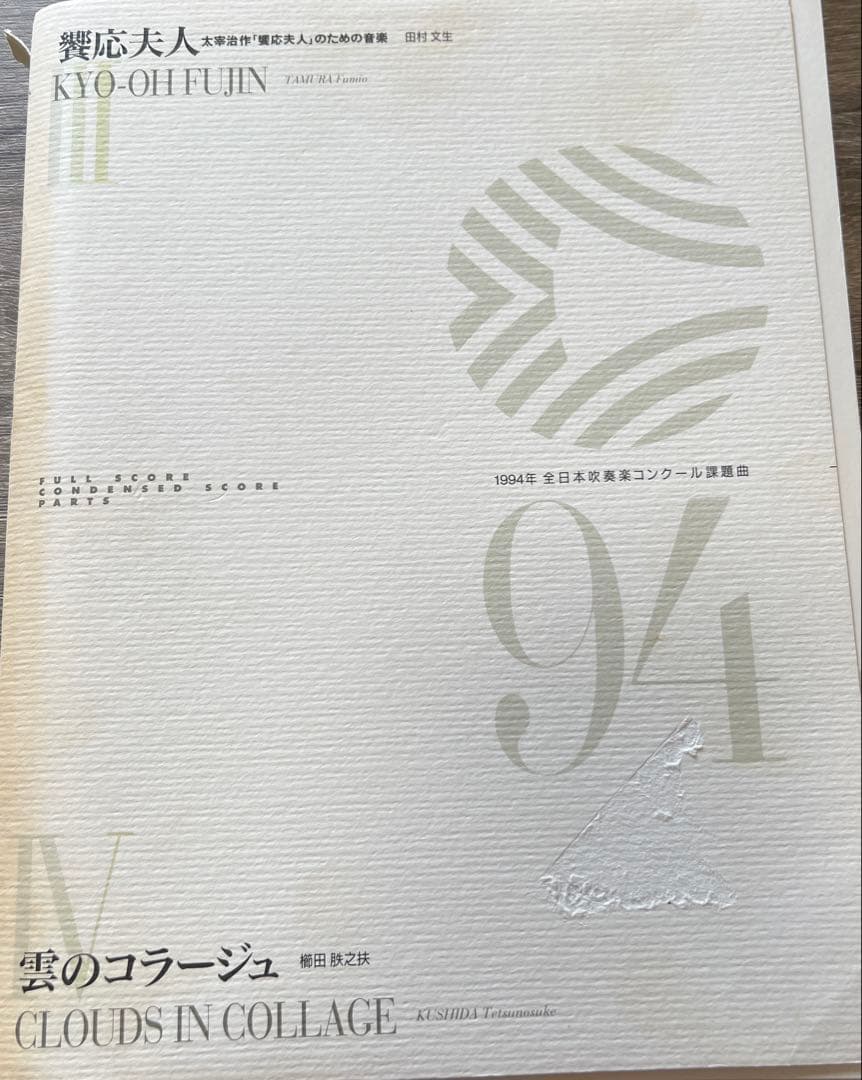 饗応夫人 太宰治作「饗応夫人」のための音楽 田村 文生
KYO-OH FUJIN TAMURA Fumio
III
FULL SCORE
CONDENSED SCORE
PARTS
1994年 全日本吹奏楽コンクール課題曲
94
IV
雲のコラージュ 櫛田 胅之扶
CLOUDS IN COLLAGE KUSHIDA Tetsunosuke